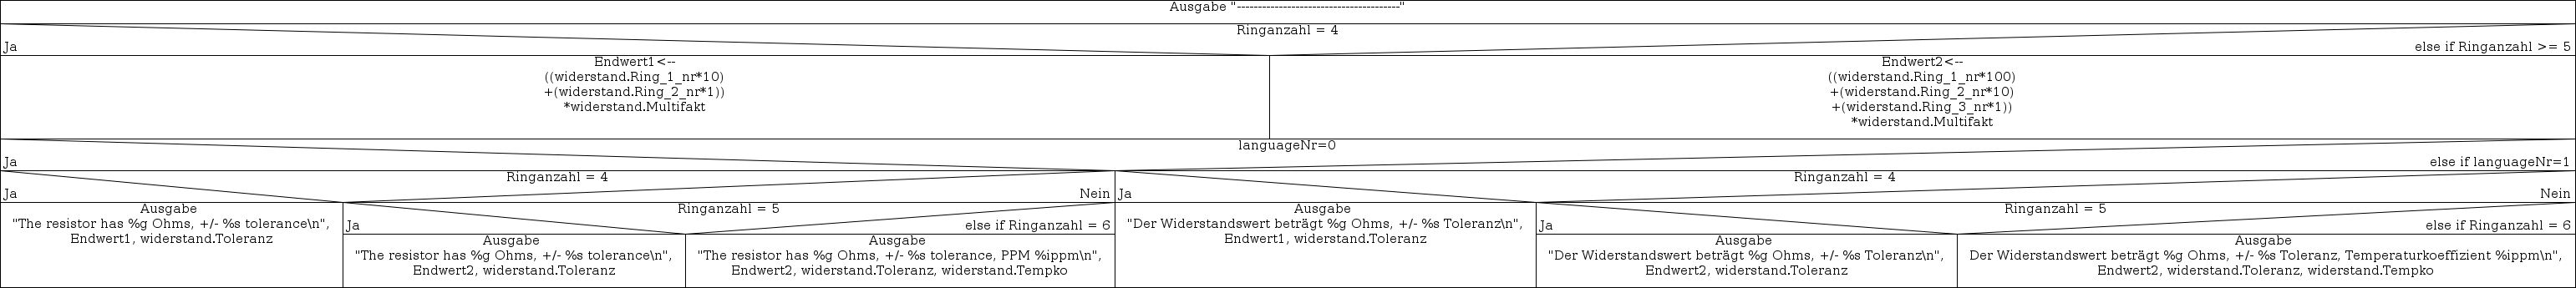 Ausgabe "---------------------------------------"
Ringanzahl = 4
Ja
else if Ringanzahl >= 5
Endwert1<--
((widerstand.Ring_1_nr*10)
+(widerstand.Ring_2_nr*1))
*widerstand.Multifakt
Endwert2<--
((widerstand.Ring_1_nr*100)
+(widerstand.Ring_2_nr*10)
+(widerstand.Ring_3_nr*1))
*widerstand.Multifakt
languageNr=0
Ja
else if languageNr=1
Ringanzahl = 4
Ja
Nein
Ausgabe
"The resistor has %g Ohms, +/- %s tolerance\n",
Endwert1, widerstand.Toleranz
Ringanzahl = 5
Ja
else if Ringanzahl = 6
Ausgabe
"The resistor has %g Ohms, +/- %s tolerance\n",
Endwert2, widerstand.Toleranz
Ausgabe
"The resistor has %g Ohms, +/- %s tolerance, PPM %ippm\n",
Endwert2, widerstand.Toleranz, widerstand.Tempko
Ringanzahl = 4
Ja
Nein
Ausgabe
"Der Widerstandswert beträgt %g Ohms, +/- %s Toleranz\n",
Endwert1, widerstand.Toleranz
Ringanzahl = 5
Ja
else if Ringanzahl = 6
Ausgabe
"Der Widerstandswert beträgt %g Ohms, +/- %s Toleranz\n",
Endwert2, widerstand.Toleranz
Ausgabe
Der Widerstandswert beträgt %g Ohms, +/- %s Toleranz, Temperaturkoeffizient %ippm\n",
Endwert2, widerstand.Toleranz, widerstand.Tempko